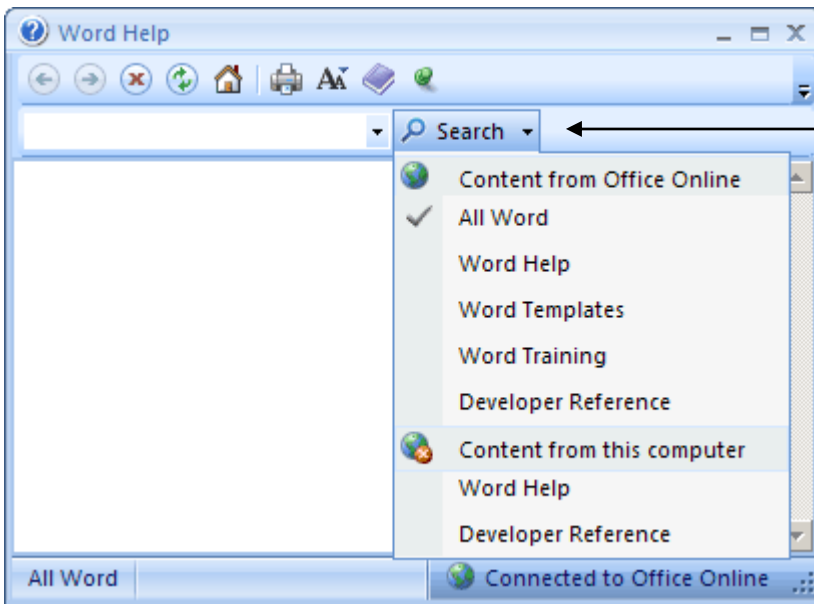 Word Help
Search
Content from Office Online
All Word
Word Help
Word Templates
Word Training
Developer Reference
Content from this computer
Word Help
Developer Reference
All Word Connected to Office Online